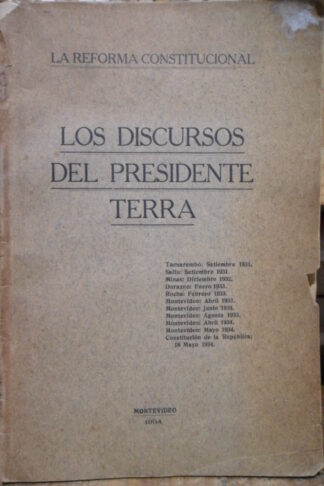 LA REFORMA CONSTITUCIONAL
LOS DISCURSOS
DEL PRESIDENTE
TERRA
Tacuarembó: Setiembre 1931.
Salto: Setiembre 1931.
Minas: Diciembre 1932.
Durazno: Enero 1933.
Rocha: Febrero 1933.
Montevideo: Abril 1933.
Montevideo: Junio 1933.
Montevideo: Agosto 1933.
Montevideo: Abril 1934.
Montevideo: Mayo 1934.
Constitución de la República:
18 Mayo 1934.
MONTEVIDEO
1934